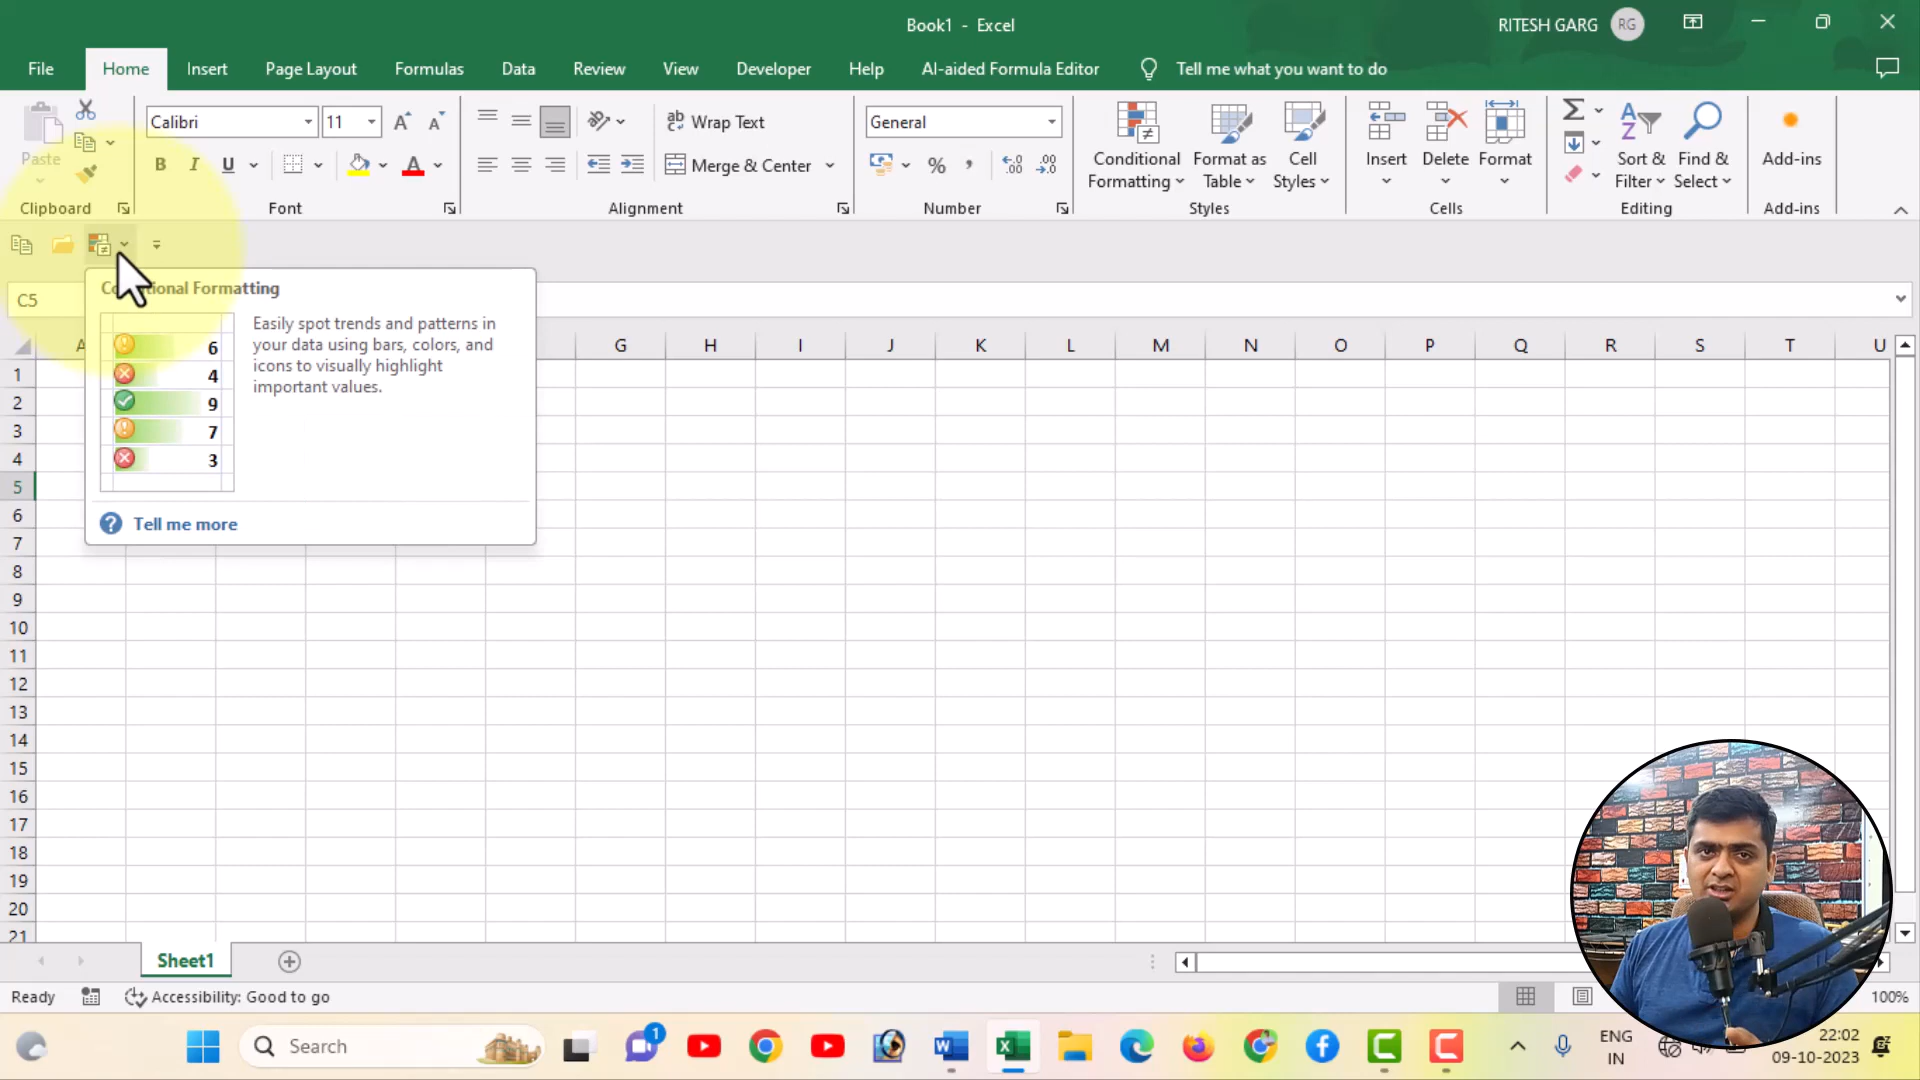 Book1 - Excel
RITESH GARG RG
File Home Insert Page Layout Formulas Data Review View Developer Help AI-aided Formula Editor Tell me what you want to do
Paste
Clipboard
Calibri 11
B I U A
Font
Wrap Text
Merge & Center
Alignment
General
% ,
Number
Conditional Formatting
Format as Table
Cell Styles
Styles
Insert
Delete
Format
Cells
Sort & Filter
Find & Select
Editing
Add-ins
Add-ins
C5
Formatting
Easily spot trends and patterns in
your data using bars, colors, and
icons to visually highlight
important values.
6
4
9
7
3
Tell me more
A G H I J K L M N O P Q R S T U
1
2
3
4
5
6
7
8
9
10
11
12
13
14
15
16
17
18
19
20
21
Sheet1
Ready Accessibility: Good to go 100%
Search 1 ENG
IN
22:02
09-10-2023